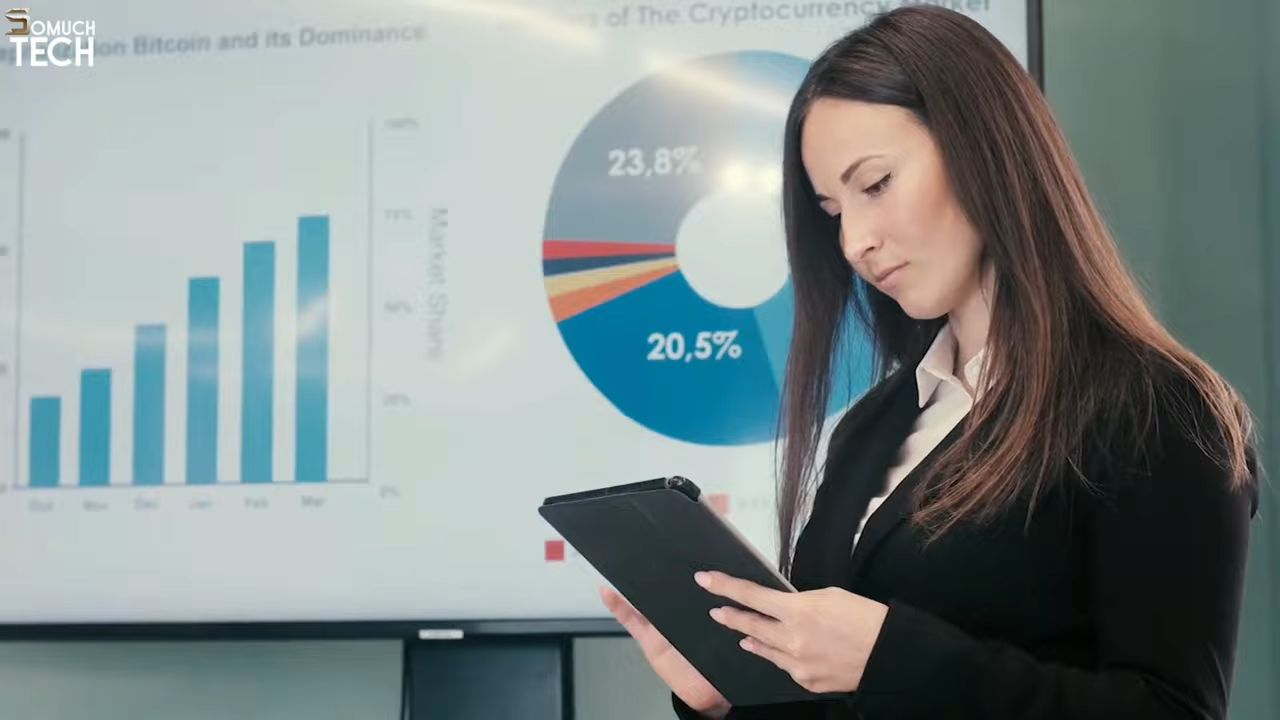 SOMUCH
TECH
on Bitcoin and its Dominance
of The Cryptocurrency Market
23,8%
20,5%
Market Share
Oct
Nov
Dec
Jan
Feb
Mar